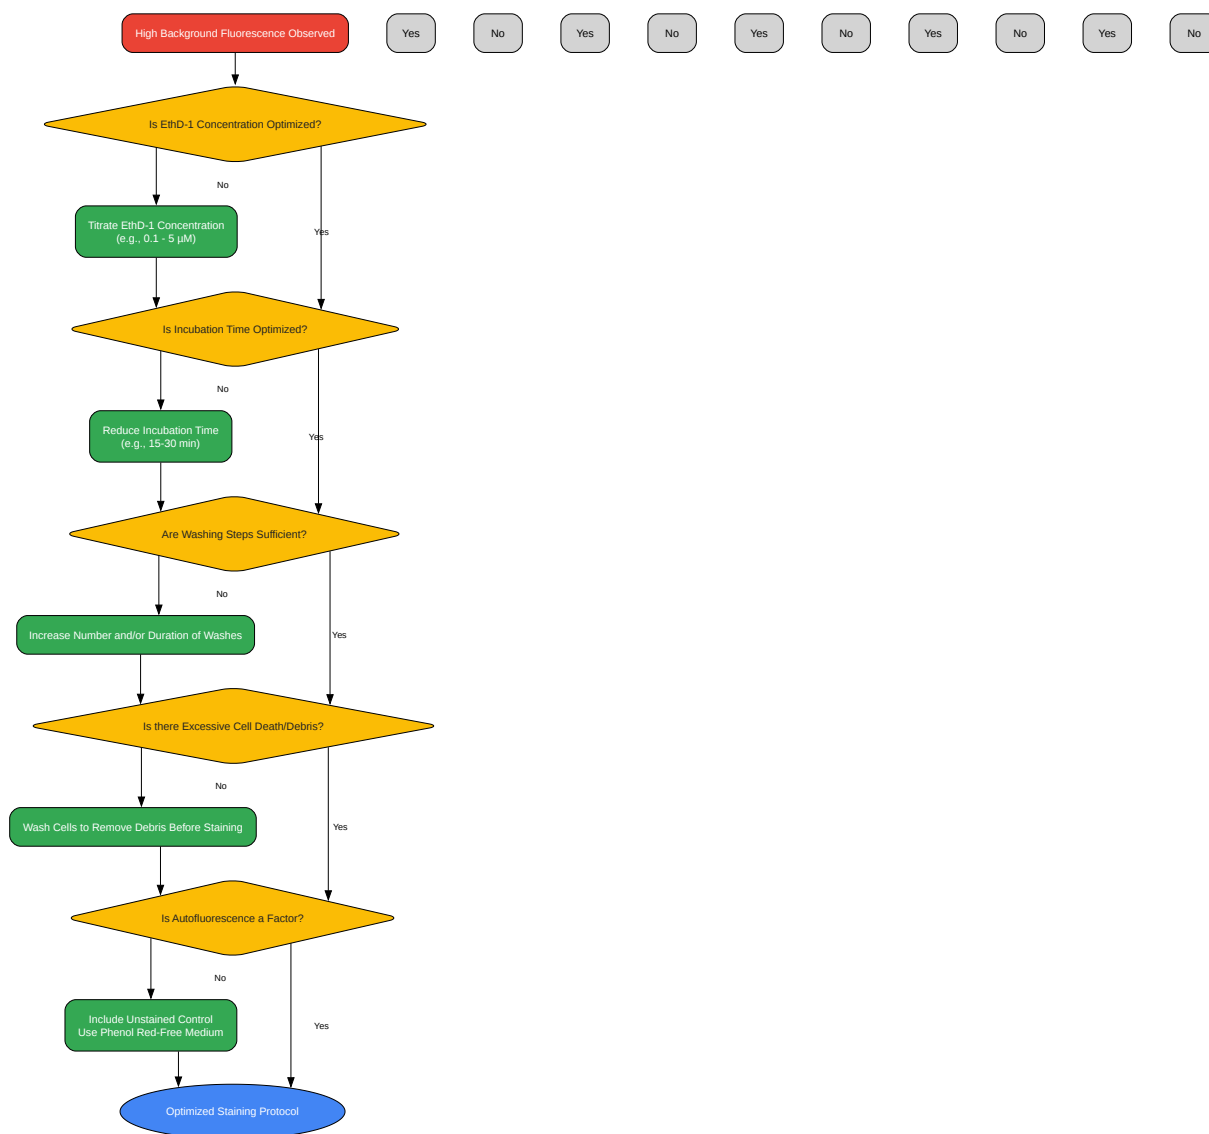 High Background Fluorescence Observed
Yes
No
Yes
No
Yes
No
Yes
No
Yes
No
Is EthD-1 Concentration Optimized?
No
Titrate EthD-1 Concentration
(e.g., 0.1 - 5 µM)
Yes
Is Incubation Time Optimized?
No
Reduce Incubation Time
(e.g., 15-30 min)
Yes
Are Washing Steps Sufficient?
No
Increase Number and/or Duration of Washes
Yes
Is there Excessive Cell Death/Debris?
No
Wash Cells to Remove Debris Before Staining
Yes
Is Autofluorescence a Factor?
No
Include Unstained Control
Use Phenol Red-Free Medium
Yes
Optimized Staining Protocol